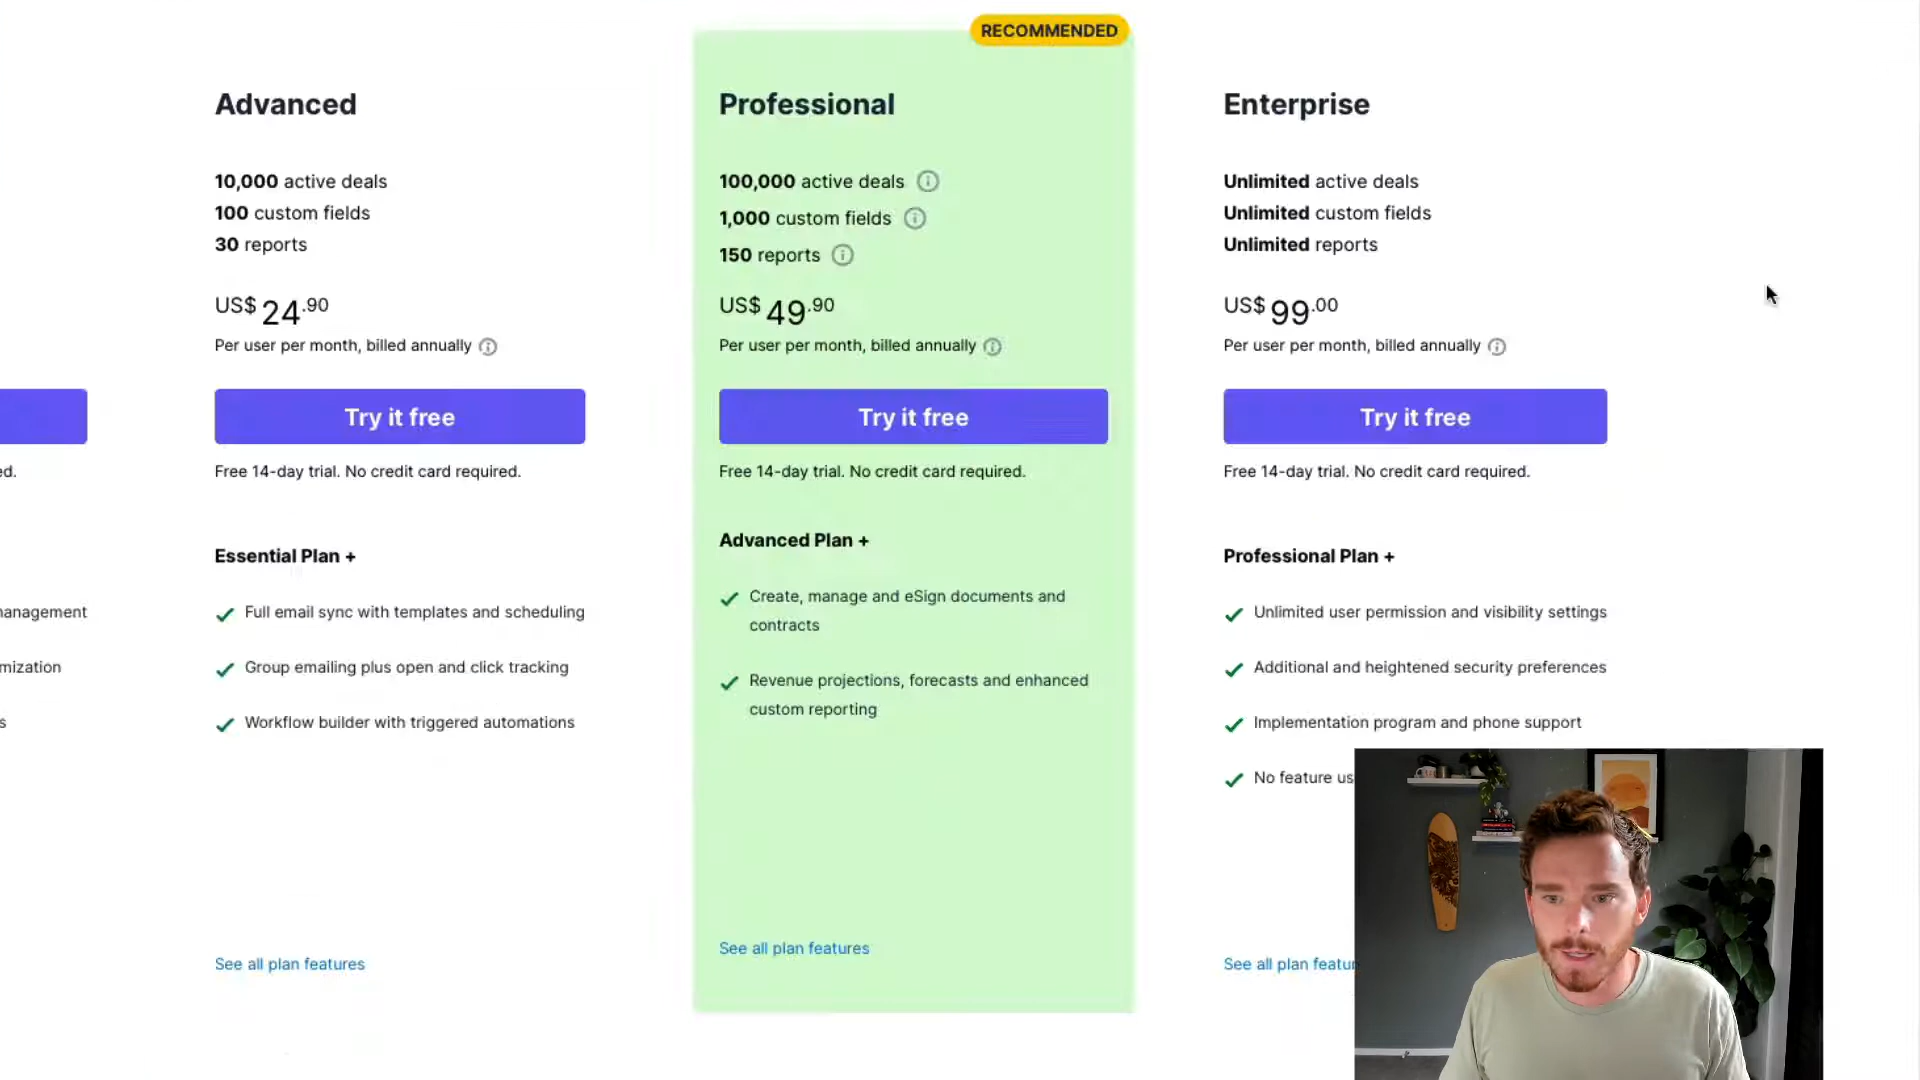 RECOMMENDED
Advanced
10,000 active deals
100 custom fields
30 reports
US$ 24.90
Per user per month, billed annually
Try it free
Free 14-day trial. No credit card required.
Essential Plan +
Full email sync with templates and scheduling
Group emailing plus open and click tracking
Workflow builder with triggered automations
See all plan features
Professional
100,000 active deals
1,000 custom fields
150 reports
US$ 49.90
Per user per month, billed annually
Try it free
Free 14-day trial. No credit card required.
Advanced Plan +
Create, manage and eSign documents and
contracts
Revenue projections, forecasts and enhanced
custom reporting
See all plan features
Enterprise
Unlimited active deals
Unlimited custom fields
Unlimited reports
US$ 99.00
Per user per month, billed annually
Try it free
Free 14-day trial. No credit card required.
Professional Plan +
Unlimited user permission and visibility settings
Additional and heightened security preferences
Implementation program and phone support
No feature
See all plan